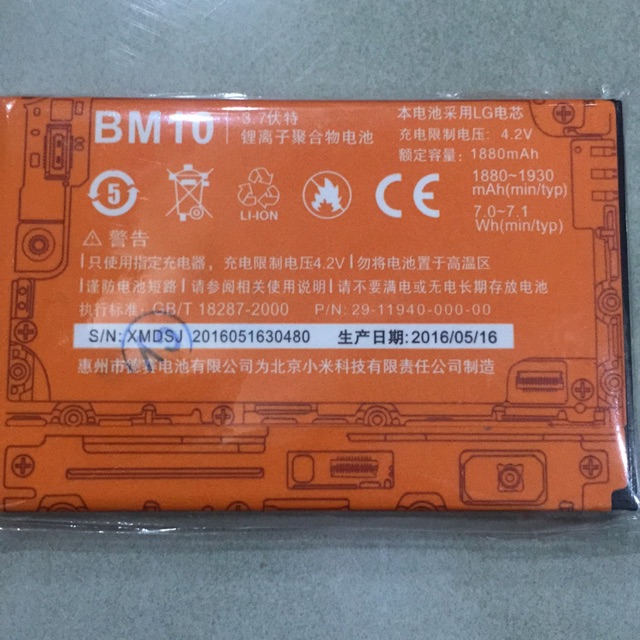 BM10
3.7伏特
锂离子聚合物电池
本电池采用LG电芯
充电限制电压: 4.2V
额定容量: 1880mAh
5
LI-ION
CE
1880~1930
mAh(min/typ)
7.0~7.1
Wh(min/typ)
警告
只使用指定充电器，充电限制电压4.2V|勿将电池置于高温区
谨防电池短路|请参阅相关使用说明|请不要满电或无电长期存放电池
执行标准: GB/T 18287-2000 P/N: 29-11940-000-00
S/N: XMDSJ 2016051630480 生产日期: 2016/05/16
惠州市 电池有限公司为北京小米科技有限责任公司制造